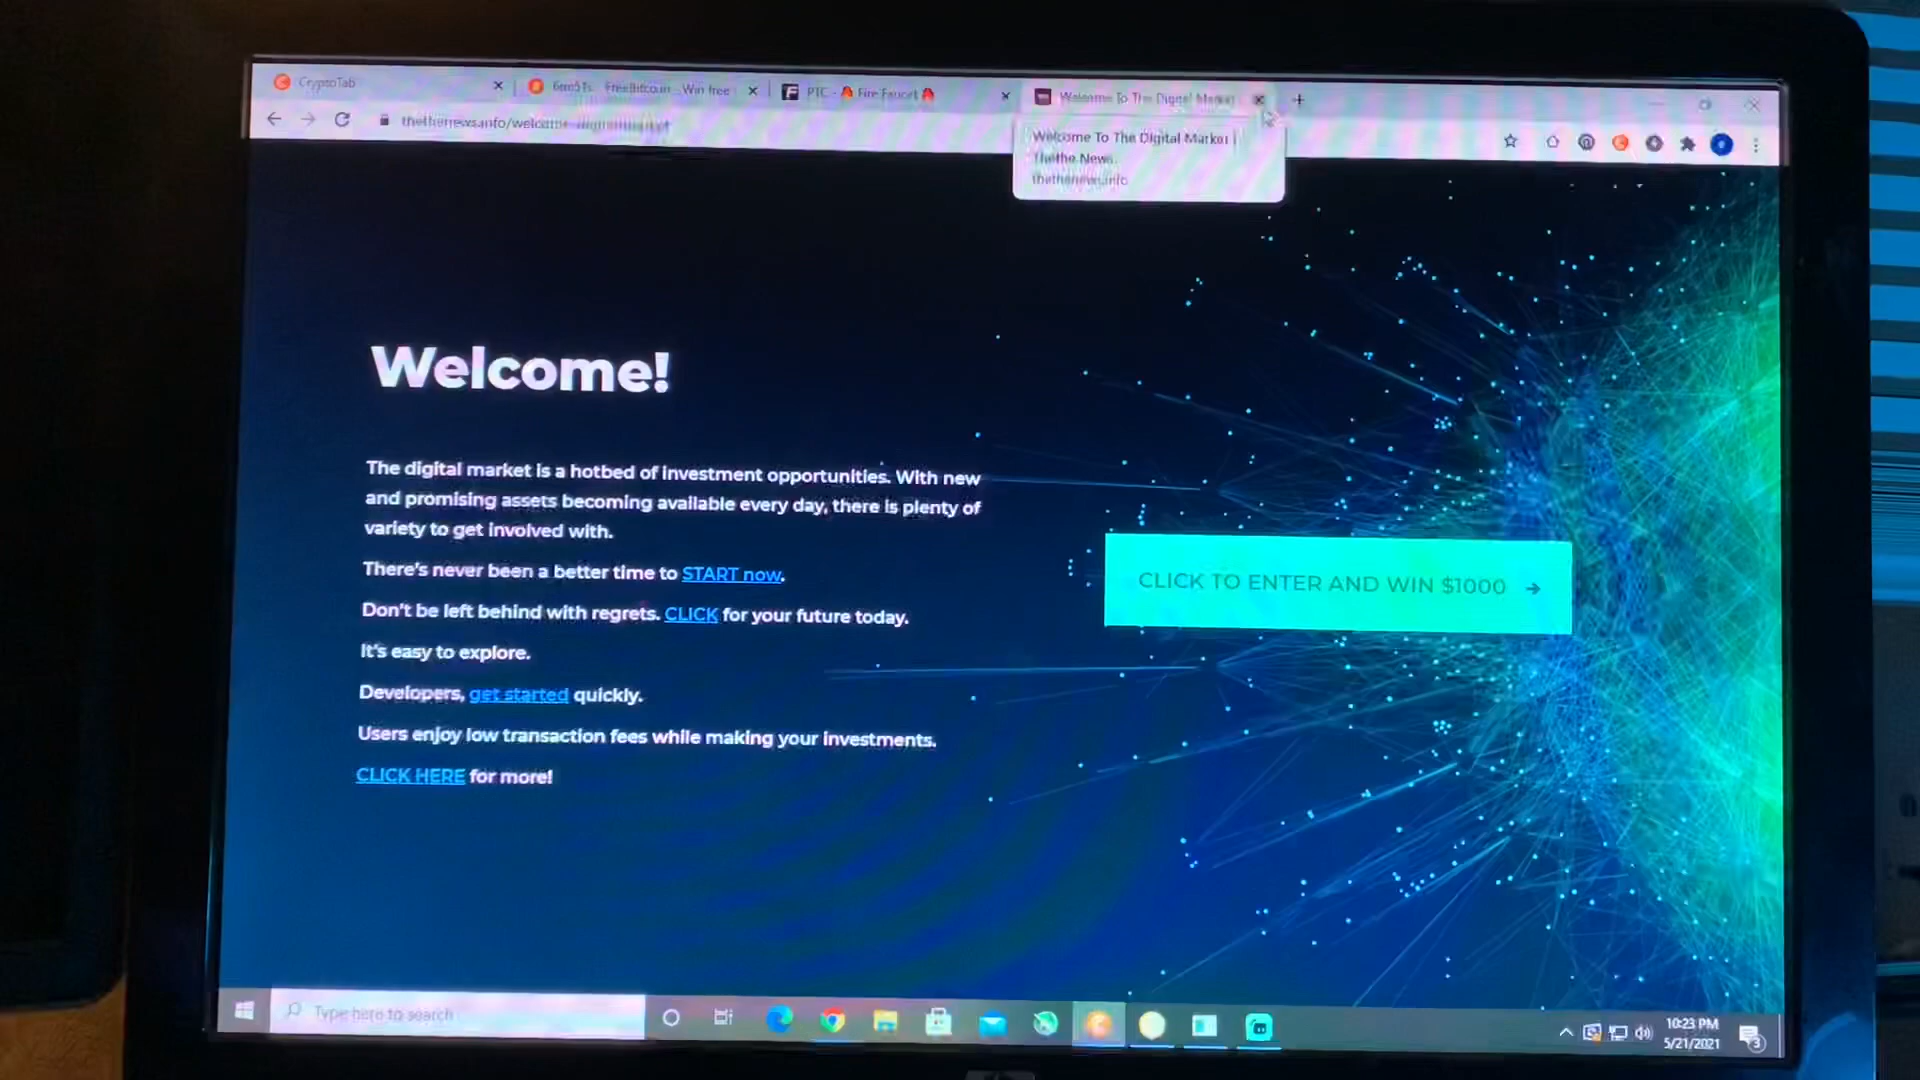 CryptoTab
6m51s - FreeBitco.in - Win free
PTC - 🔥 Fire Faucet 🔥
Welcome To The Digital Market
thethenews.info/welcome-digitalmarket
Welcome To The Digital Market |
Thethe News.
thethenews.info
Welcome!
The digital market is a hotbed of investment opportunities. With new
and promising assets becoming available every day, there is plenty of
variety to get involved with.
There's never been a better time to START now.
Don't be left behind with regrets. CLICK for your future today.
It's easy to explore.
Developers, get started quickly.
Users enjoy low transaction fees while making your investments.
CLICK HERE for more!
CLICK TO ENTER AND WIN $1000 →
Type here to search
10:23 PM
5/21/2021
3